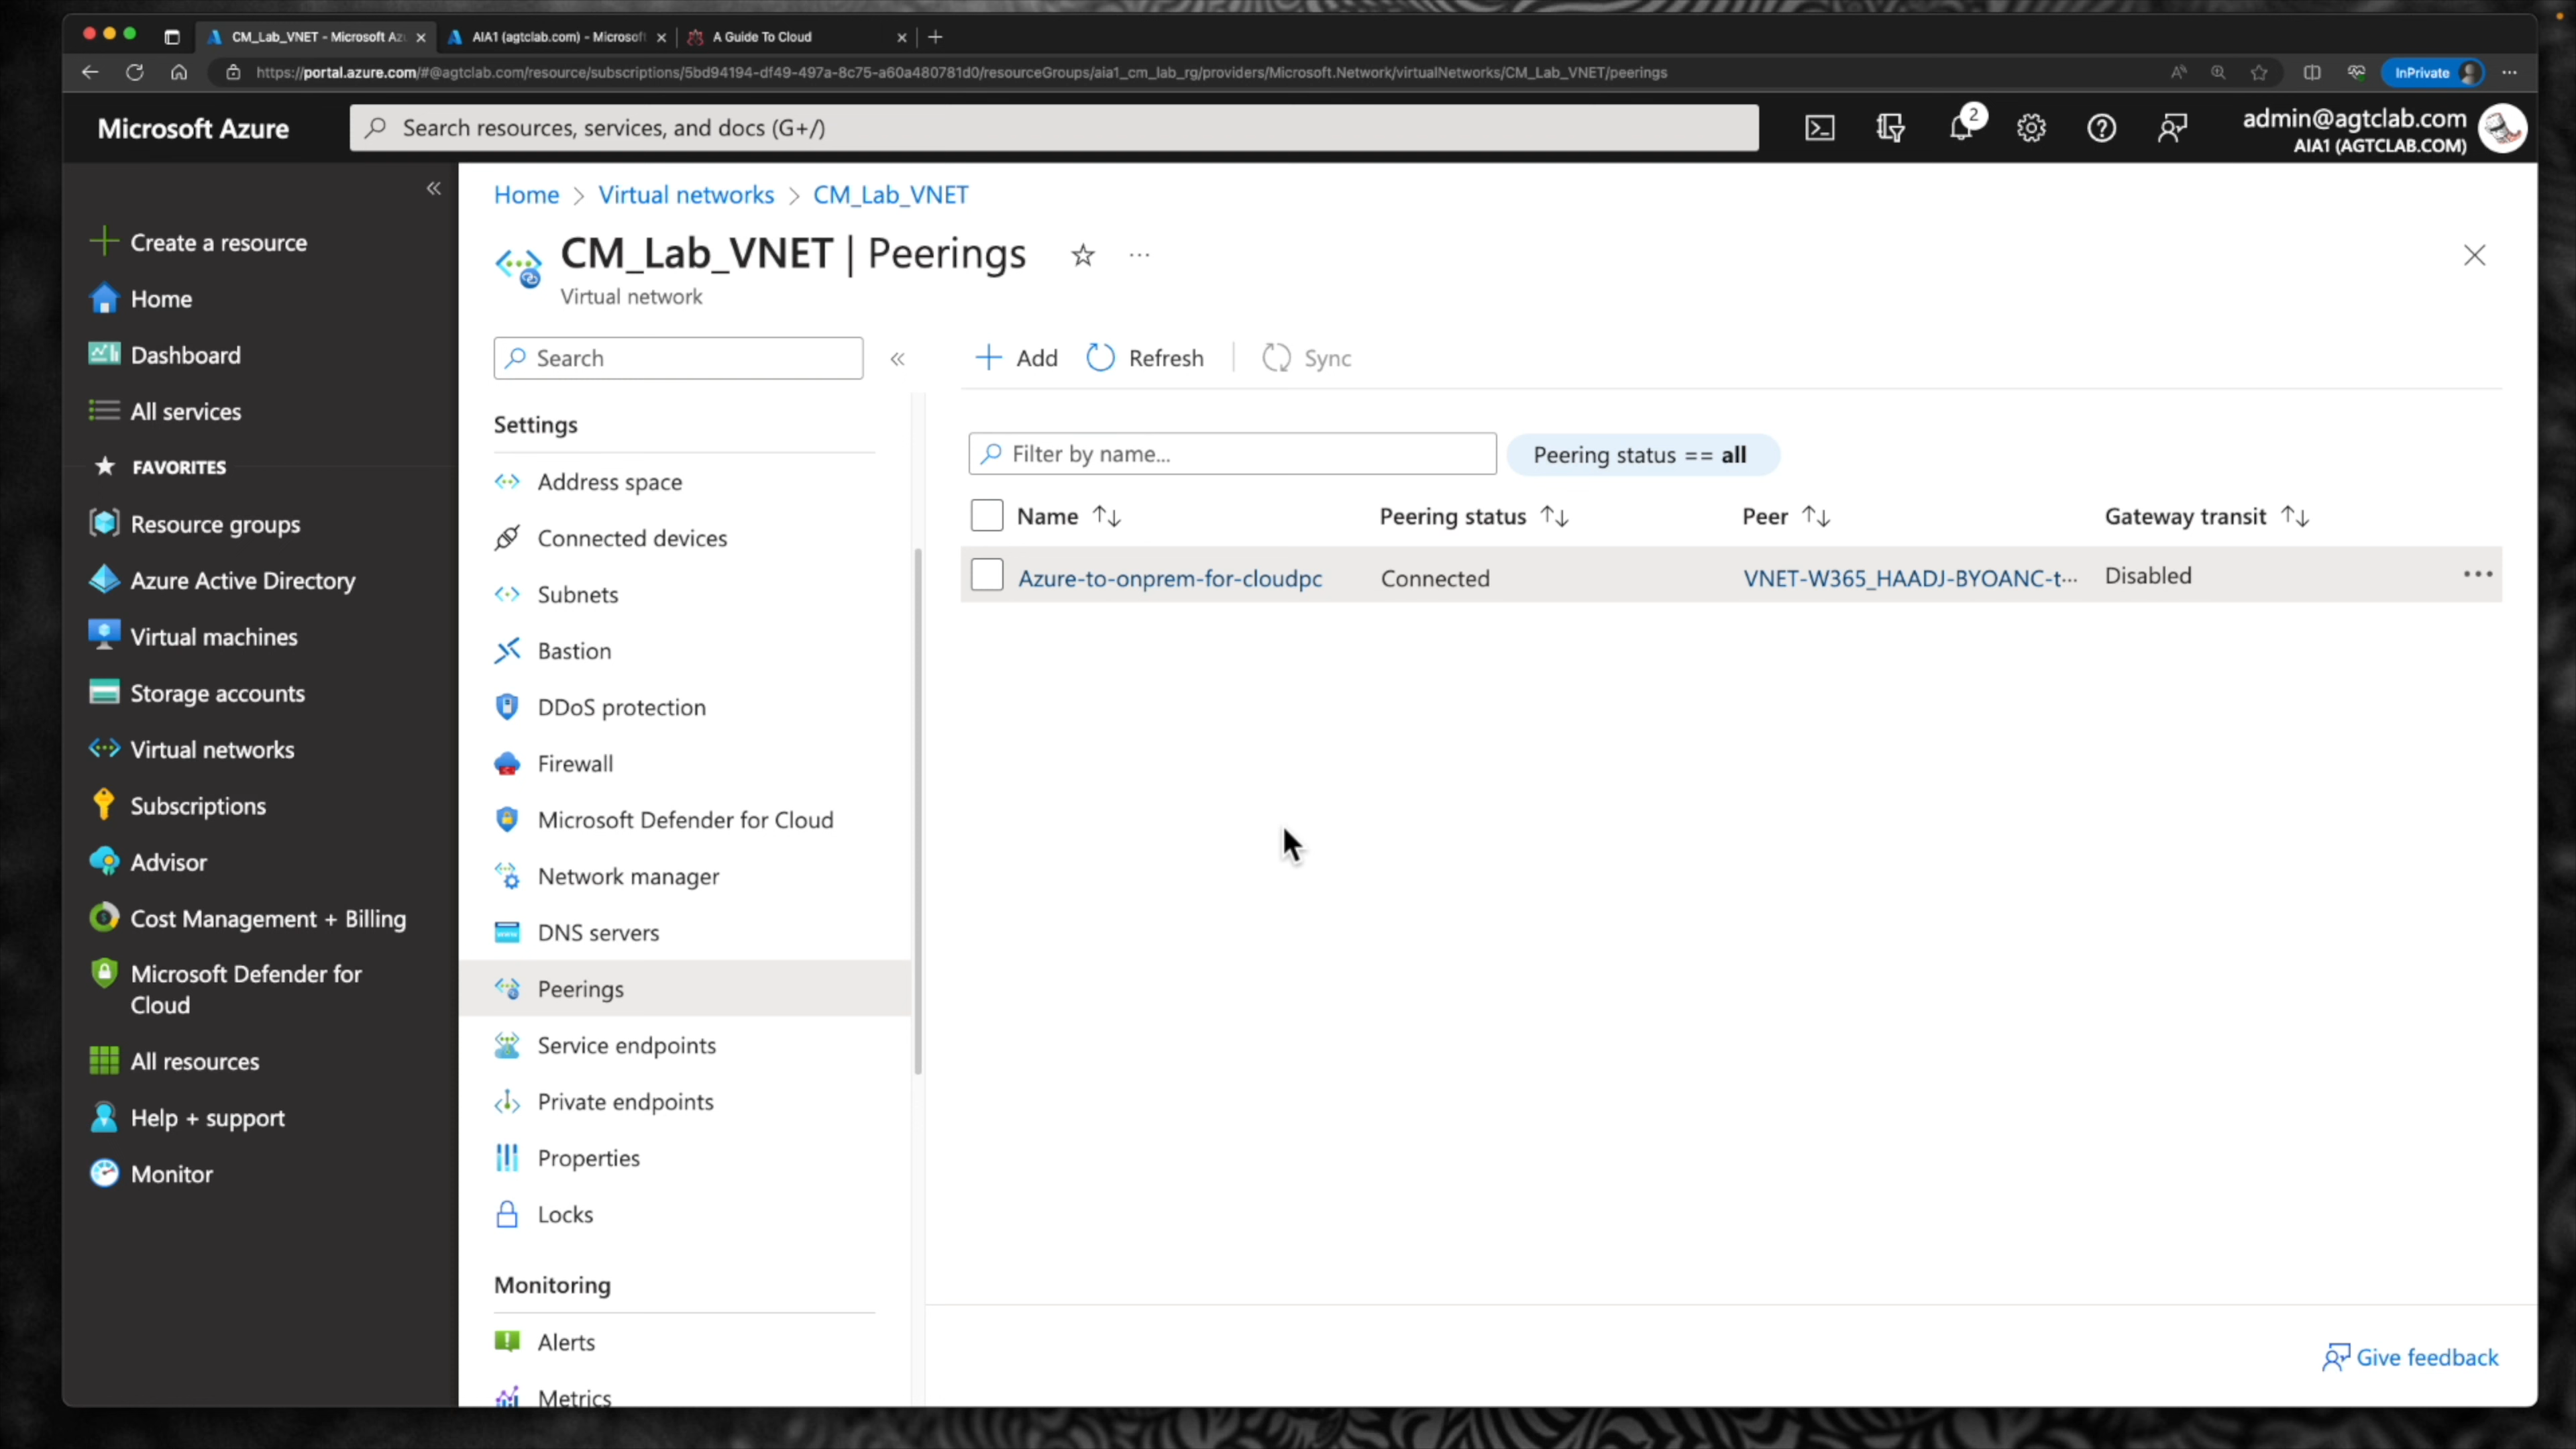 CM_Lab_VNET - Microsoft Azu
AIA1 (agtclab.com) - Microsoft
A Guide To Cloud
https://portal.azure.com/#@agtclab.com/resource/subscriptions/5bd94194-df49-497a-8c75-a60a480781d0/resourceGroups/aia1_cm_lab_rg/providers/Microsoft.Network/virtualNetworks/CM_Lab_VNET/peerings
InPrivate
Microsoft Azure
Search resources, services, and docs (G+/)
2
admin@agtclab.com
AIA1 (AGTCLAB.COM)
Create a resource
Home
Dashboard
All services
FAVORITES
Resource groups
Azure Active Directory
Virtual machines
Storage accounts
Virtual networks
Subscriptions
Advisor
Cost Management + Billing
Microsoft Defender for
Cloud
All resources
Help + support
Monitor
Home > Virtual networks > CM_Lab_VNET
CM_Lab_VNET | Peerings
Virtual network
Search
Settings
Address space
Connected devices
Subnets
Bastion
DDoS protection
Firewall
Microsoft Defender for Cloud
Network manager
DNS servers
Peerings
Service endpoints
Private endpoints
Properties
Locks
Monitoring
Alerts
Metrics
Add
Refresh
Sync
Filter by name...
Peering status == all
Name
Peering status
Peer
Gateway transit
Azure-to-onprem-for-cloudpc
Connected
VNET-W365_HAADJ-BYOANC-t...
Disabled
Give feedback